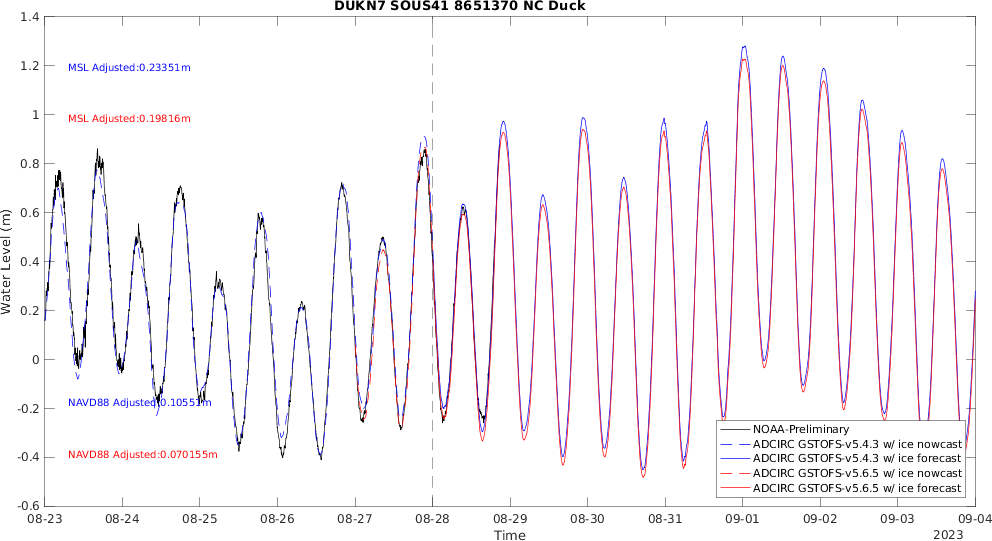 DUKN7 SOUS41 8651370 NC Duck
1.4
1.2
1
0.8
0.6
0.4
0.2
0
-0.2
-0.4
-0.6
Water Level (m)
MSL Adjusted:0.23351m
MSL Adjusted:0.19816m
NAVD88 Adjusted:0.10551m
NAVD88 Adjusted:0.070155m
NOAA-Preliminary
ADCIRC GSTOFS-v5.4.3 w/ ice nowcast
ADCIRC GSTOFS-v5.4.3 w/ ice forecast
ADCIRC GSTOFS-v5.6.5 w/ ice nowcast
ADCIRC GSTOFS-v5.6.5 w/ ice forecast
08-23 08-24 08-25 08-26 08-27 08-28 08-29 08-30 08-31 09-01 09-02 09-03 09-04
Time
2023